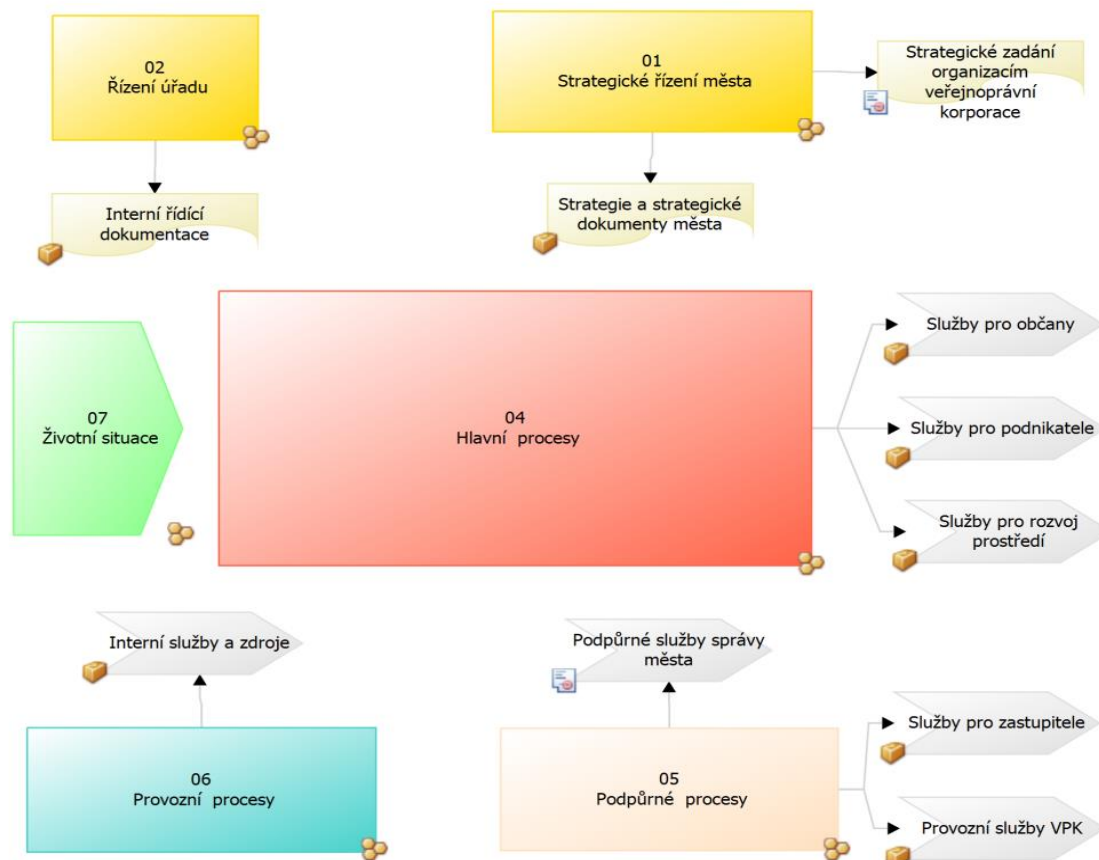 02
Řízení úřadu
01
Strategické řízení města
Strategické zadání
organizacím
veřejnoprávní
korporace
Interní řídící
dokumentace
Strategie a strategické
dokumenty města
07
Životní situace
04
Hlavní procesy
Služby pro občany
Služby pro podnikatele
Služby pro rozvoj
prostředí
Interní služby a zdroje
Podpůrné služby správy
města
06
Provozní procesy
05
Podpůrné procesy
Služby pro zastupitele
Provozní služby VPK